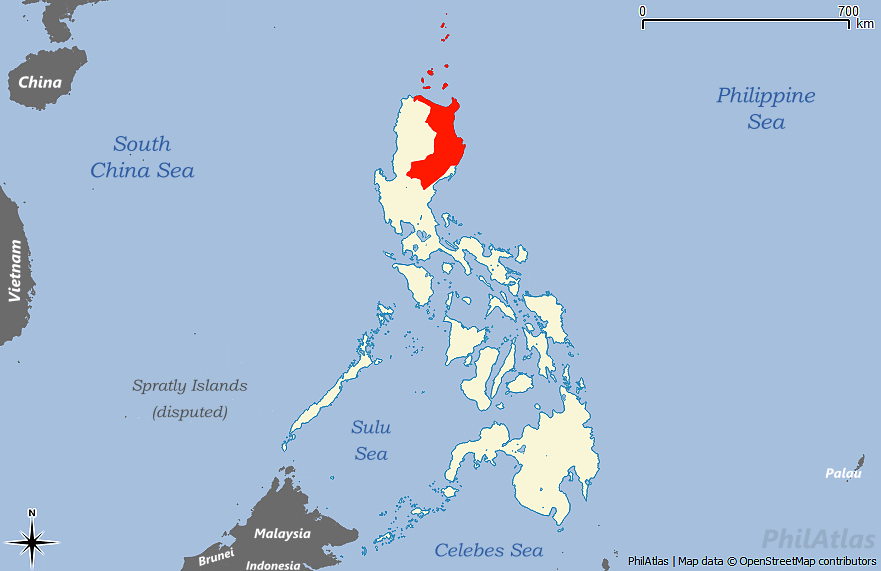 0 700
km
China
Philippine
Sea
South
China Sea
Vietnam
Spratly Islands
(disputed)
Sulu
Sea
Palau
N
Malaysia
Brunei
Indonesia
Celebes Sea
PhilAtlas
PhilAtlas | Map data © OpenStreetMap contributors